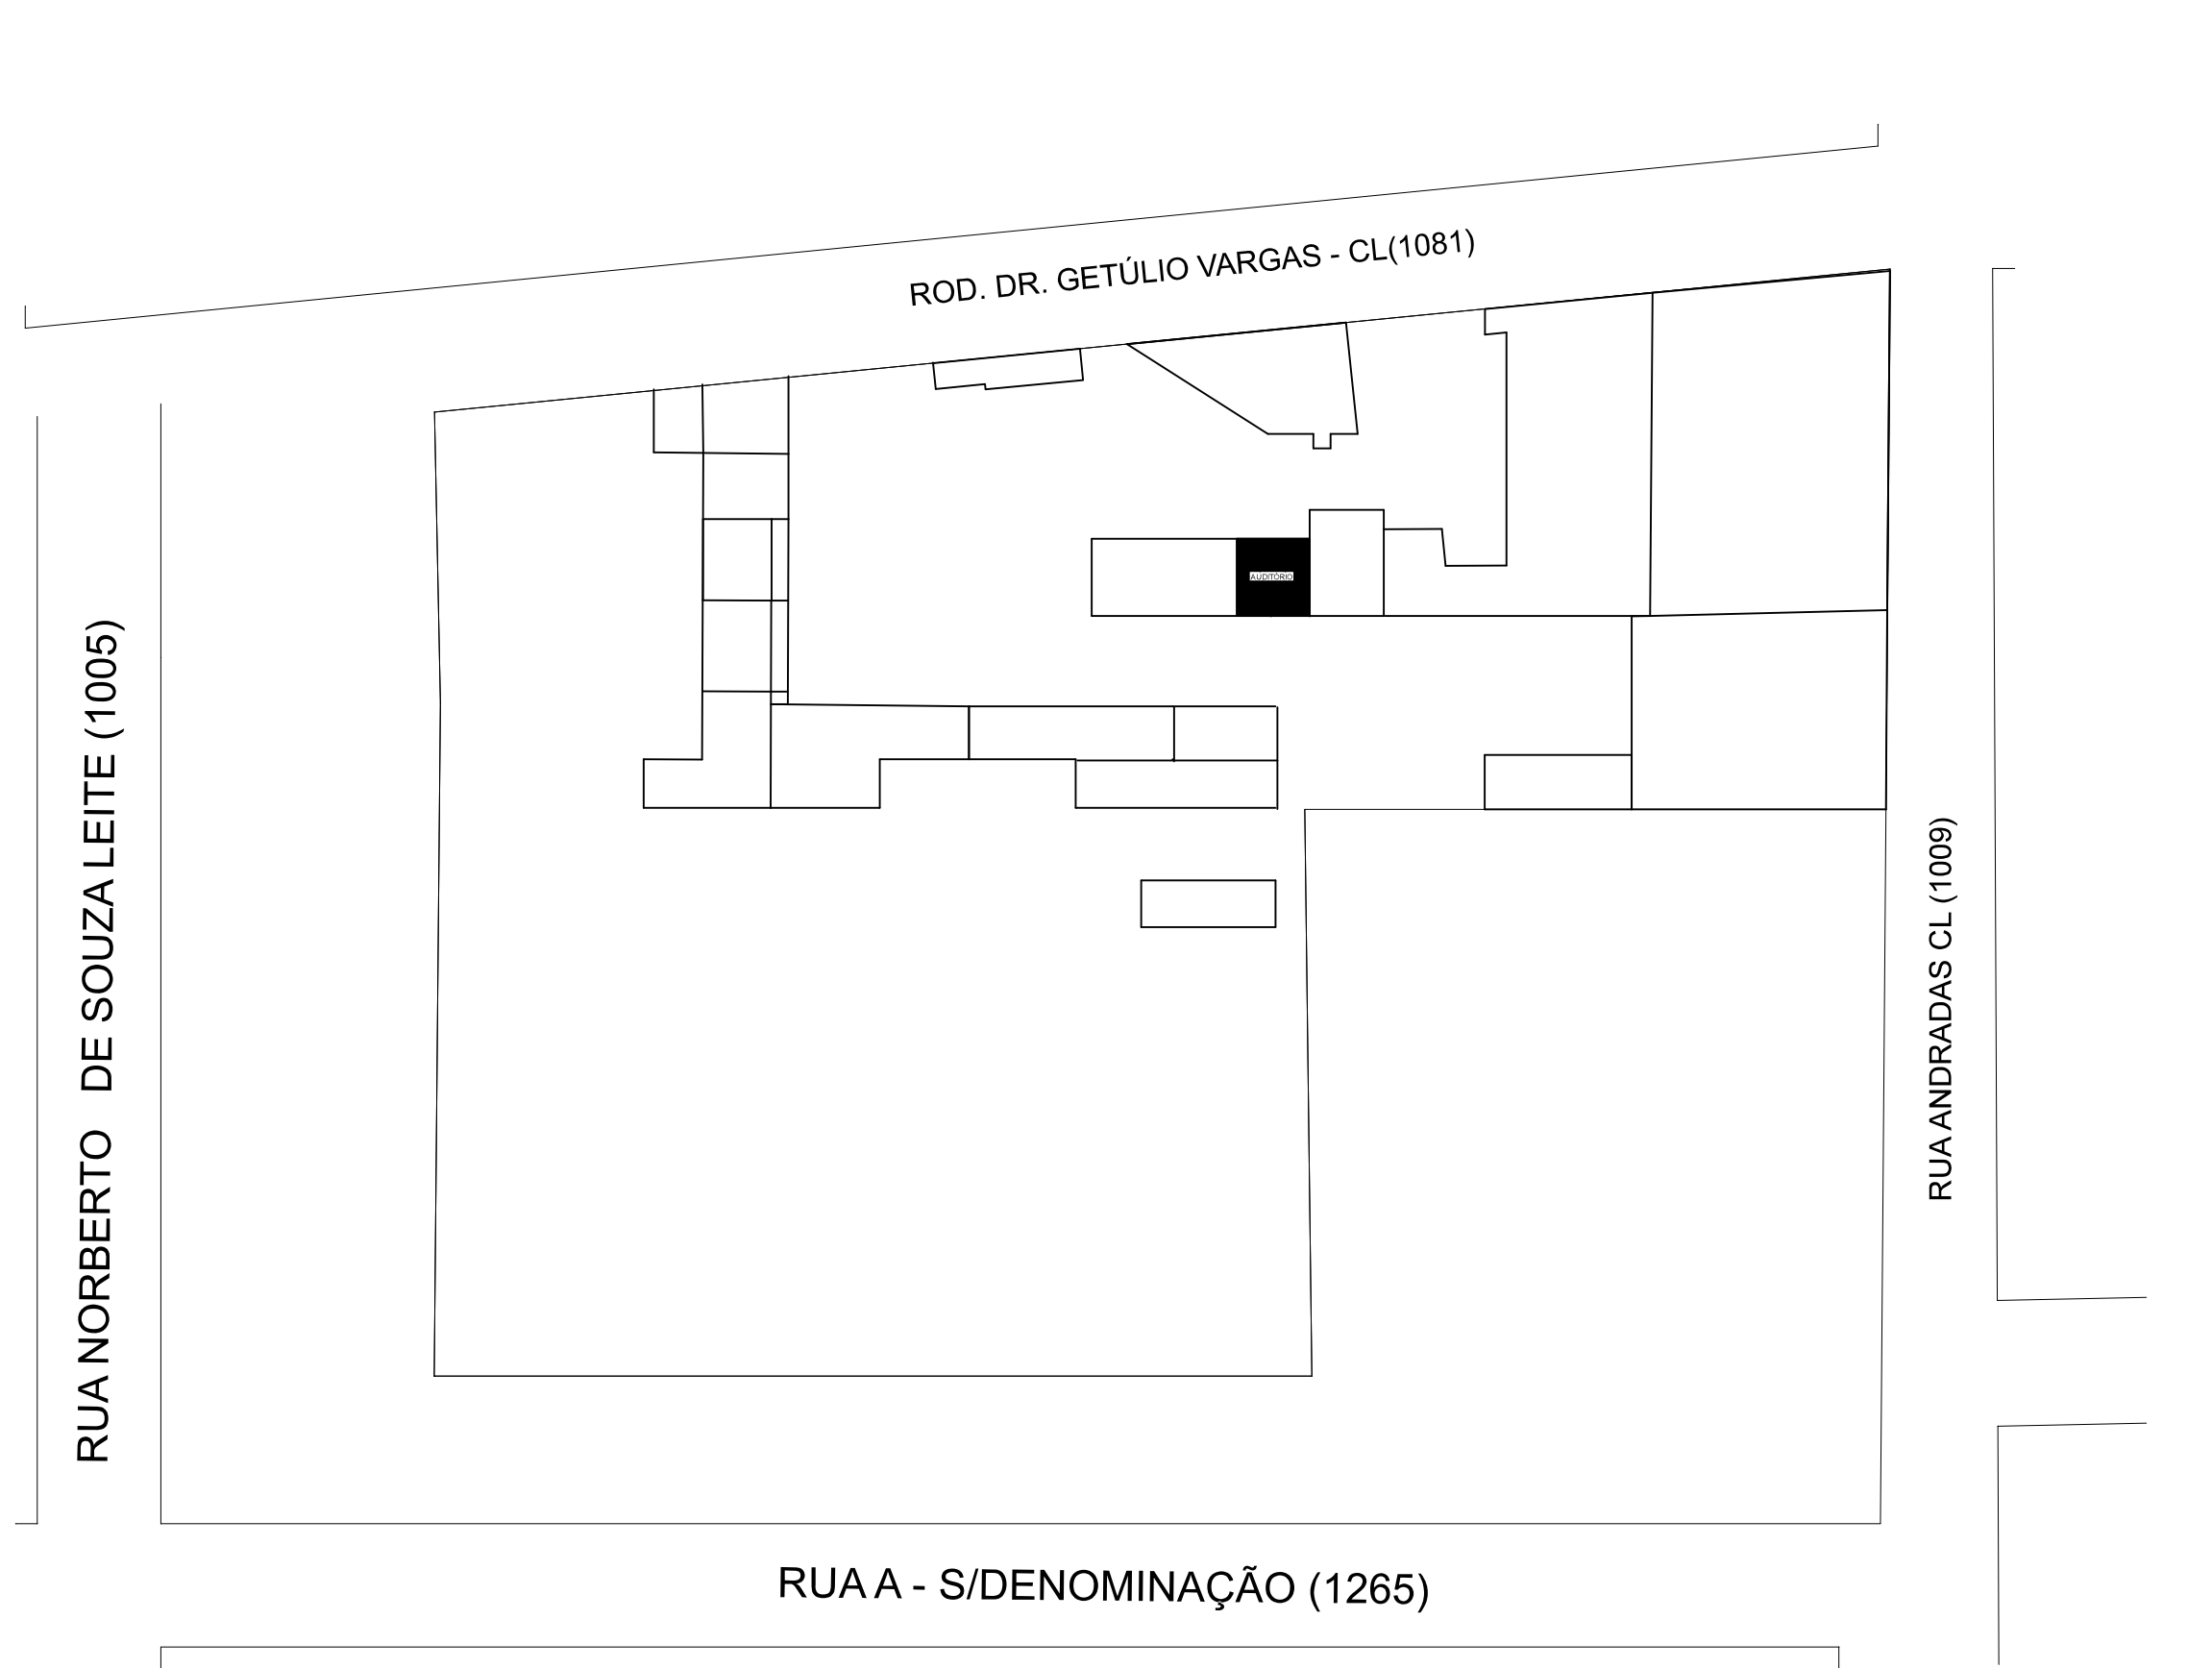 ROD. DR. GETÚLIO VARGAS - CL(1081)
AUDITÓRIO
RUA NORBERTO DE SOUZA LEITE (1005)
RUA ANDRADAS CL (1009)
RUA A - S/DENOMINAÇÃO (1265)